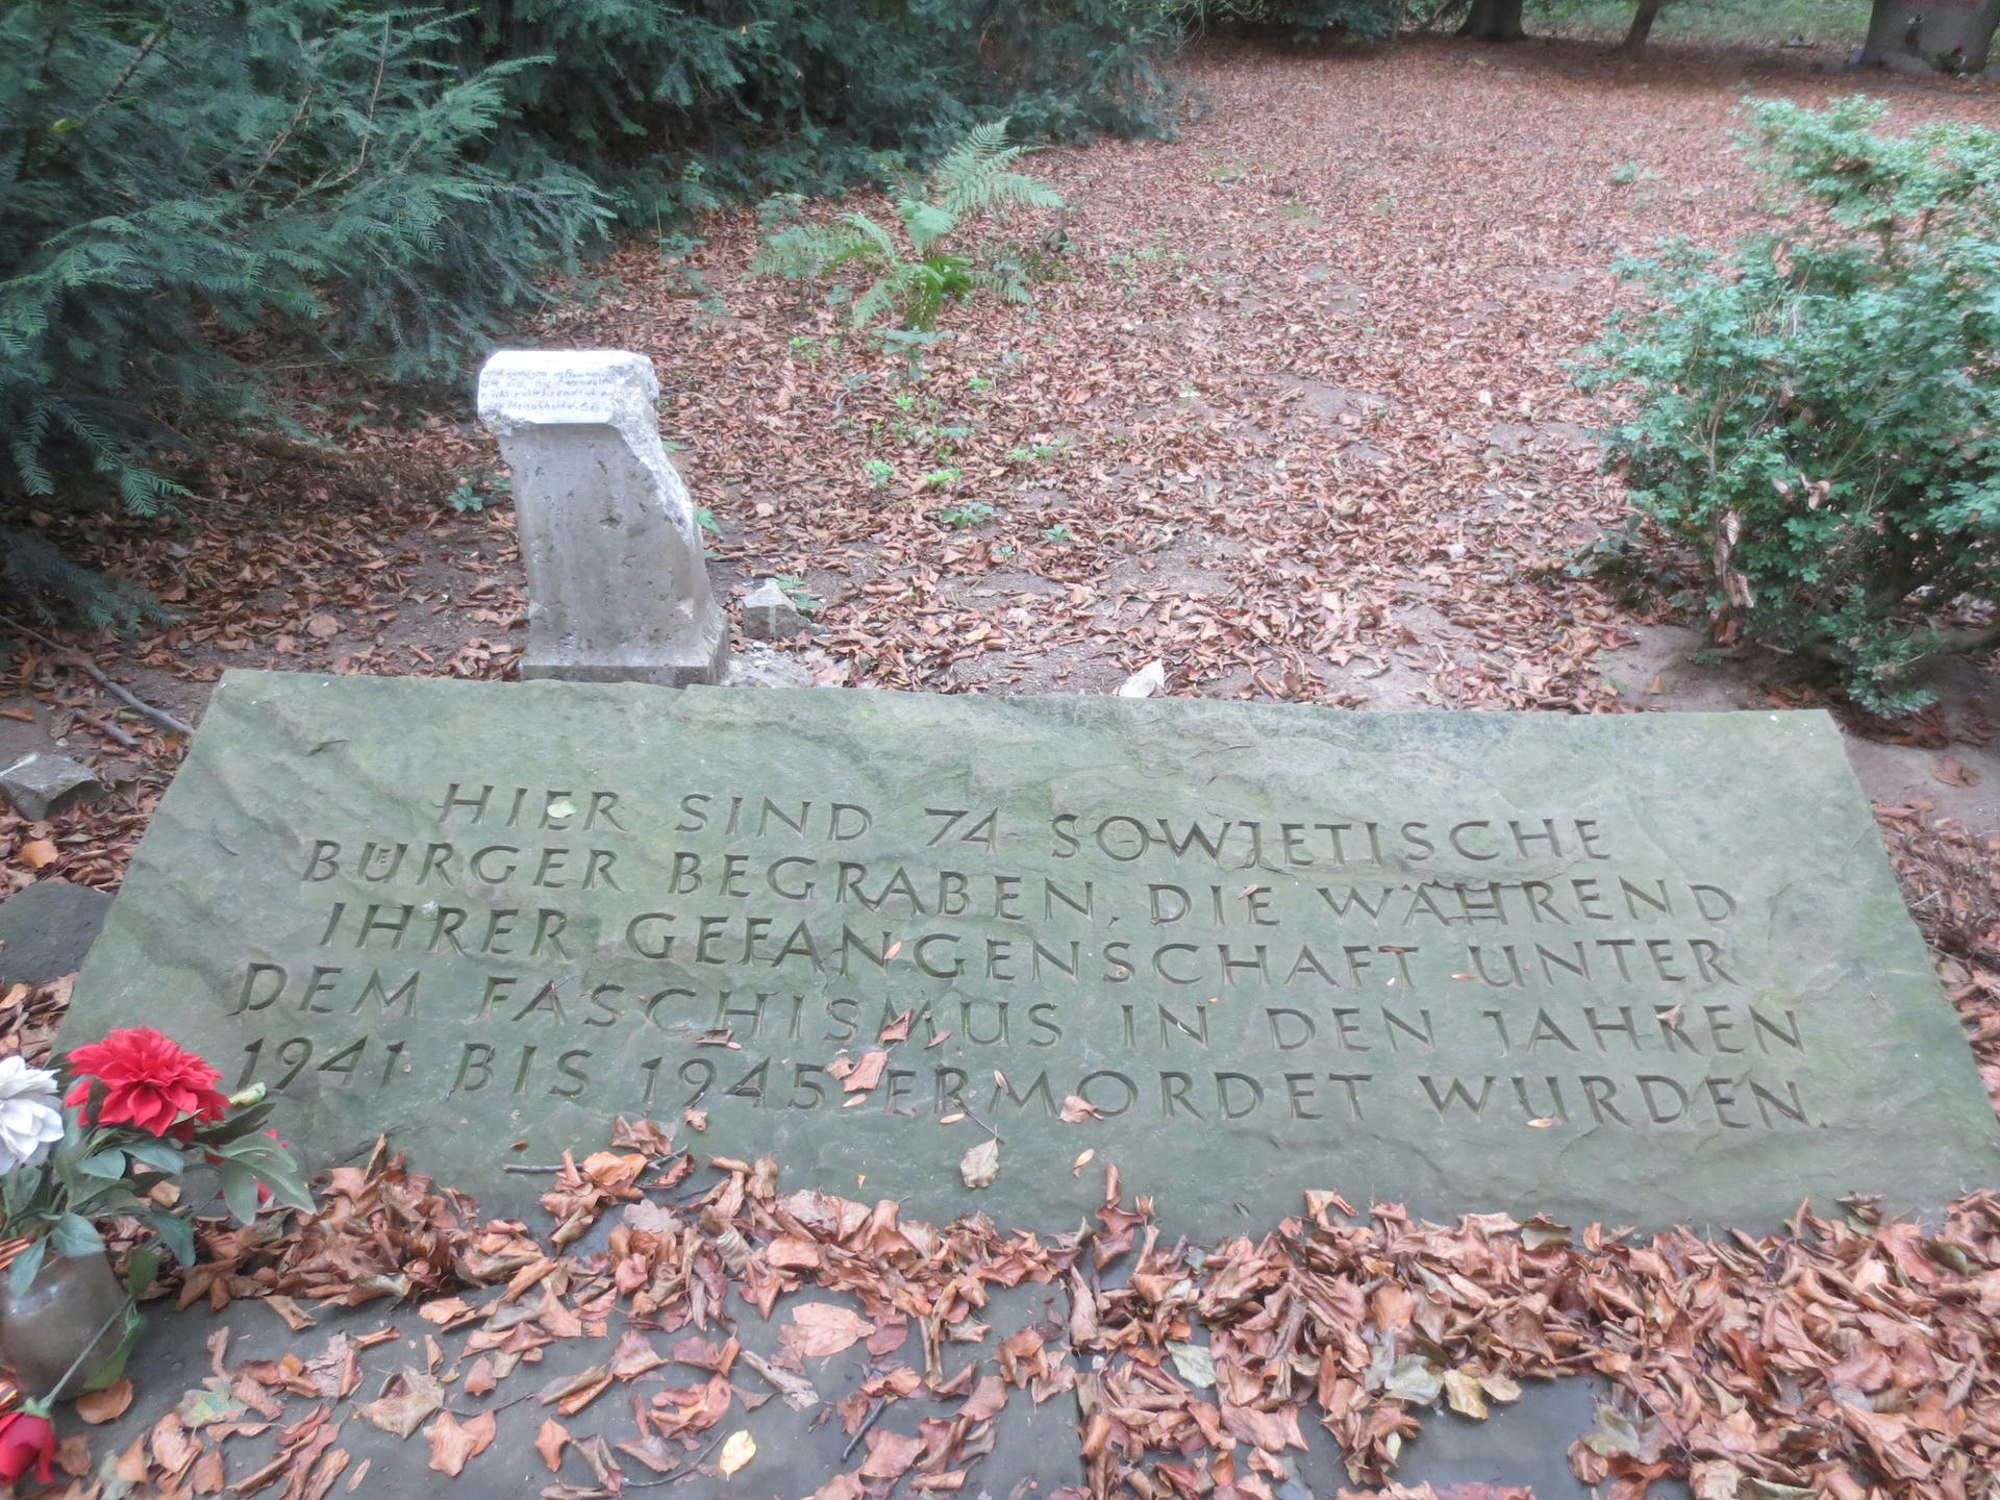 HIER SIND 74 SOWJETISCHE
BÜRGER BEGRABEN, DIE WÄHREND
IHRER GEFANGENSCHAFT UNTER
DEM FASCHISMUS IN DEN JAHREN
1941 BIS 1945 ERMORDET WURDEN.